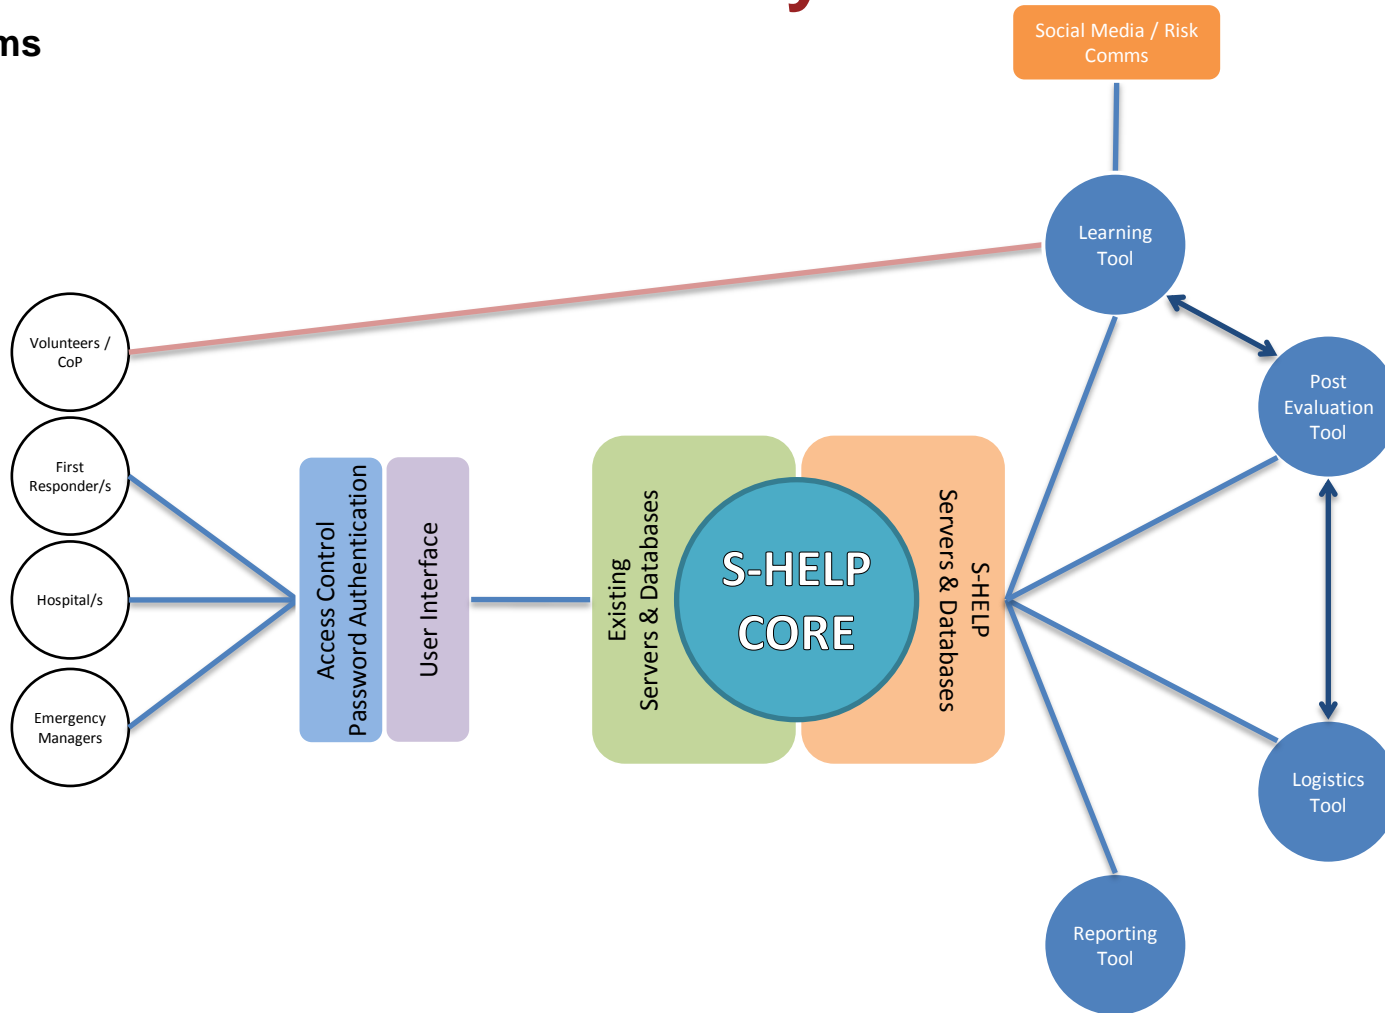 ms
Social Media / Risk
Comms
Learning
Tool
Volunteers /
CoP
Post
Evaluation
Tool
First
Responder/s
Access Control
Password Authentication
User Interface
Existing
Servers & Databases
S-HELP
CORE
S-HELP
Servers & Databases
Hospital/s
Emergency
Managers
Logistics
Tool
Reporting
Tool